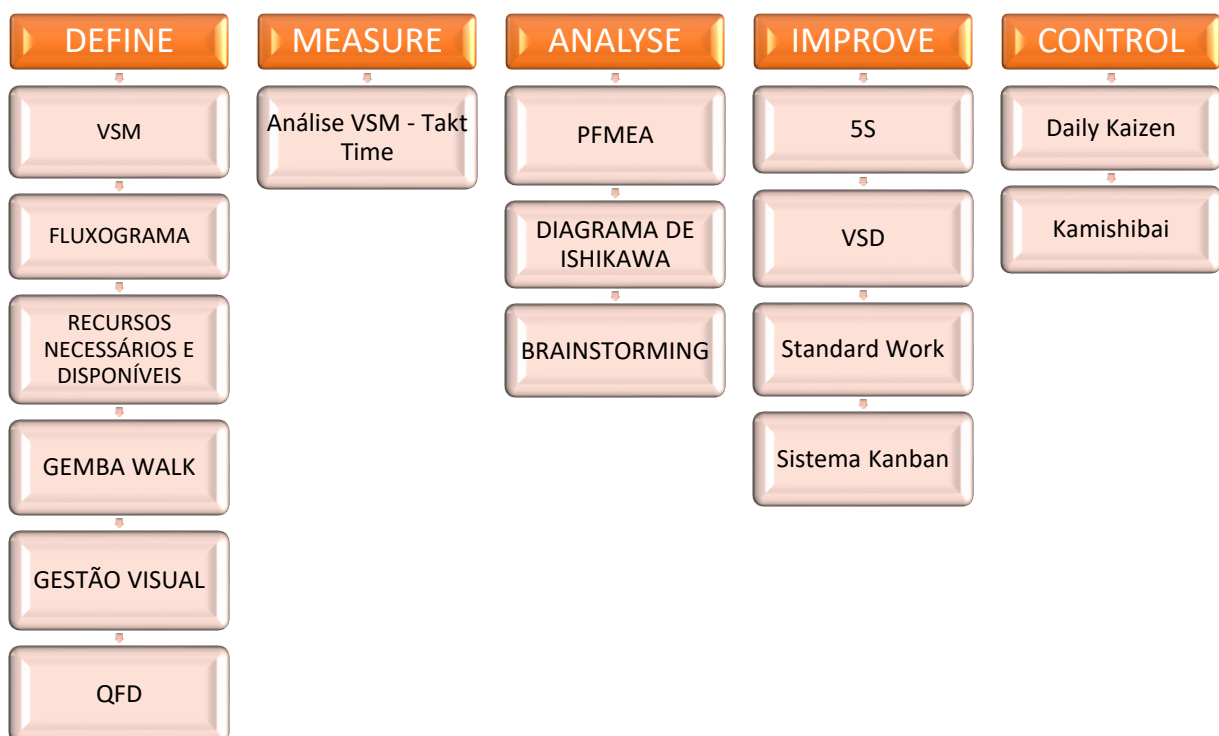 DEFINE
VSM
FLUXOGRAMA
RECURSOS
NECESSÁRIOS E
DISPONÍVEIS
GEMBA WALK
GESTÃO VISUAL
QFD
MEASURE
Análise VSM - Takt
Time
ANALYSE
PFMEA
DIAGRAMA DE
ISHIKAWA
BRAINSTORMING
IMPROVE
5S
VSD
Standard Work
Sistema Kanban
CONTROL
Daily Kaizen
Kamishibai